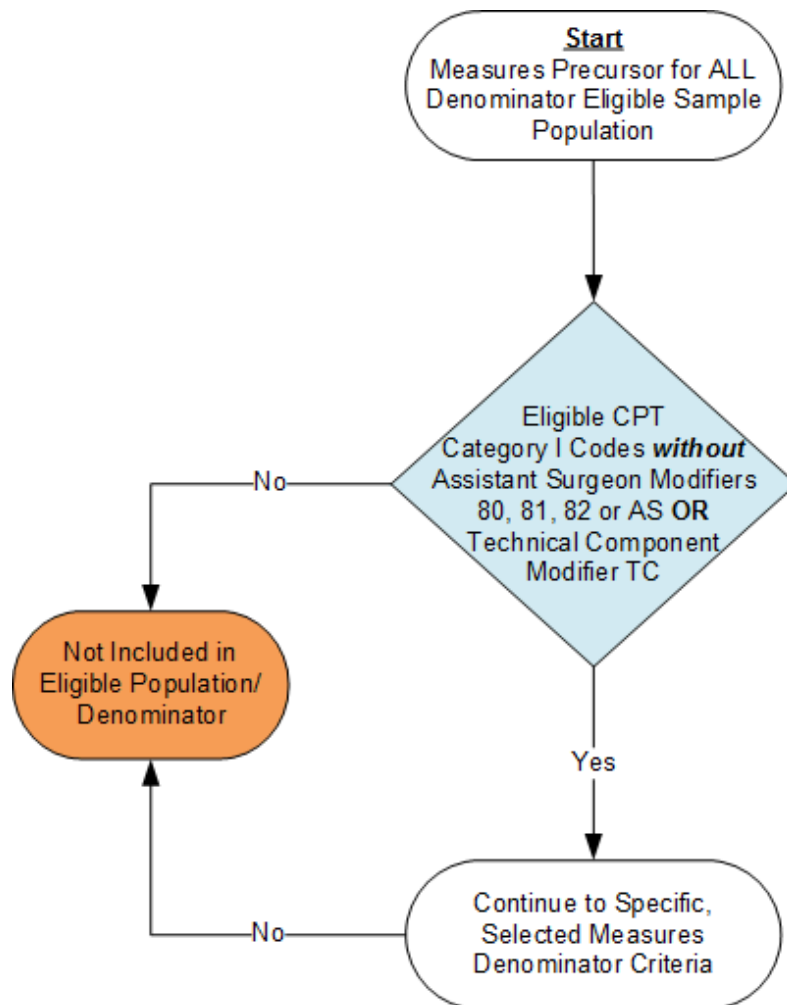 Start
Measures Precursor for ALL
Denominator Eligible Sample
Population
Eligible CPT
Category I Codes without
Assistant Surgeon Modifiers
80, 81, 82 or AS OR
Technical Component
Modifier TC
No
Not Included in
Eligible Population/
Denominator
Yes
Continue to Specific,
Selected Measures
Denominator Criteria
No